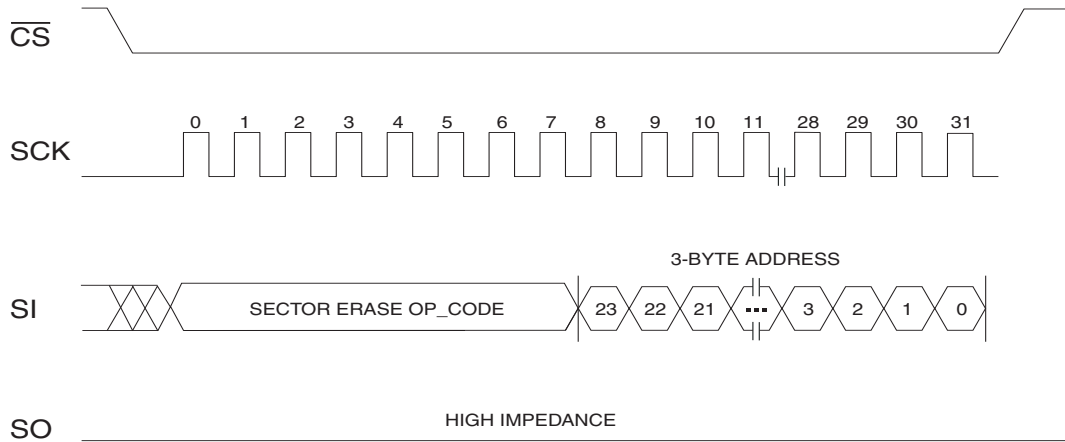 CS
SCK
0 1 2 3 4 5 6 7 8 9 10 11 28 29 30 31
3-BYTE ADDRESS
SI
SECTOR ERASE OP_CODE 23 22 21 ... 3 2 1 0
SO
HIGH IMPEDANCE